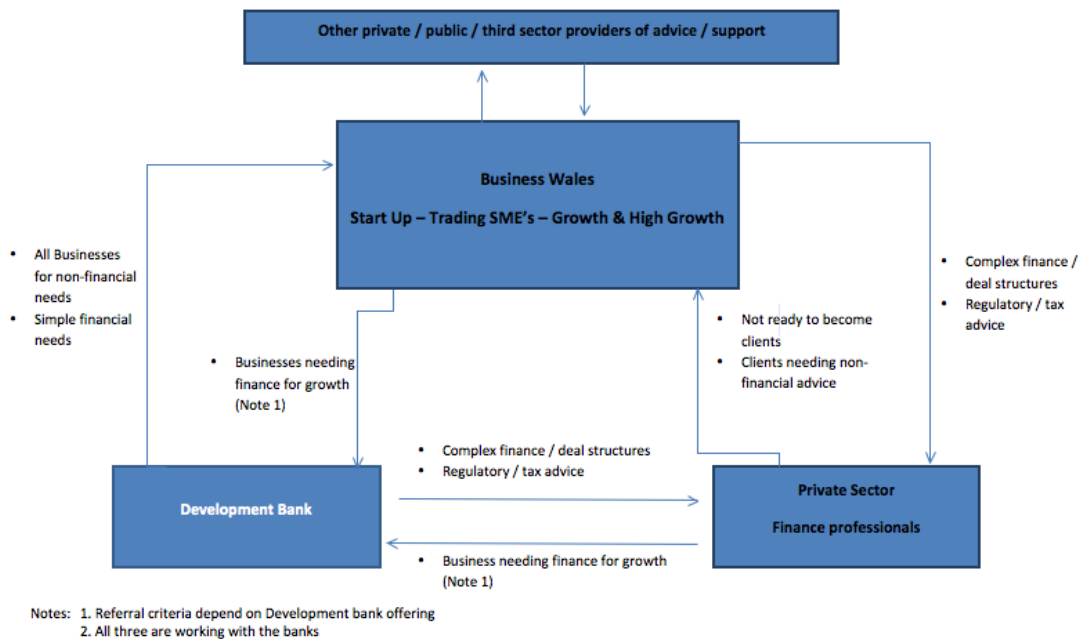 Other private / public / third sector providers of advice / support
Business Wales
Start Up – Trading SME's – Growth & High Growth
• All Businesses
for non-financial
needs
• Simple financial
needs
• Complex finance /
deal structures
• Regulatory / tax
advice
• Not ready to become
clients
• Clients needing non-
financial advice
• Businesses needing
finance for growth
(Note 1)
• Complex finance / deal structures
• Regulatory / tax advice
Development Bank
Private Sector
Finance professionals
• Business needing finance for growth
(Note 1)
Notes: 1. Referral criteria depend on Development bank offering
2. All three are working with the banks